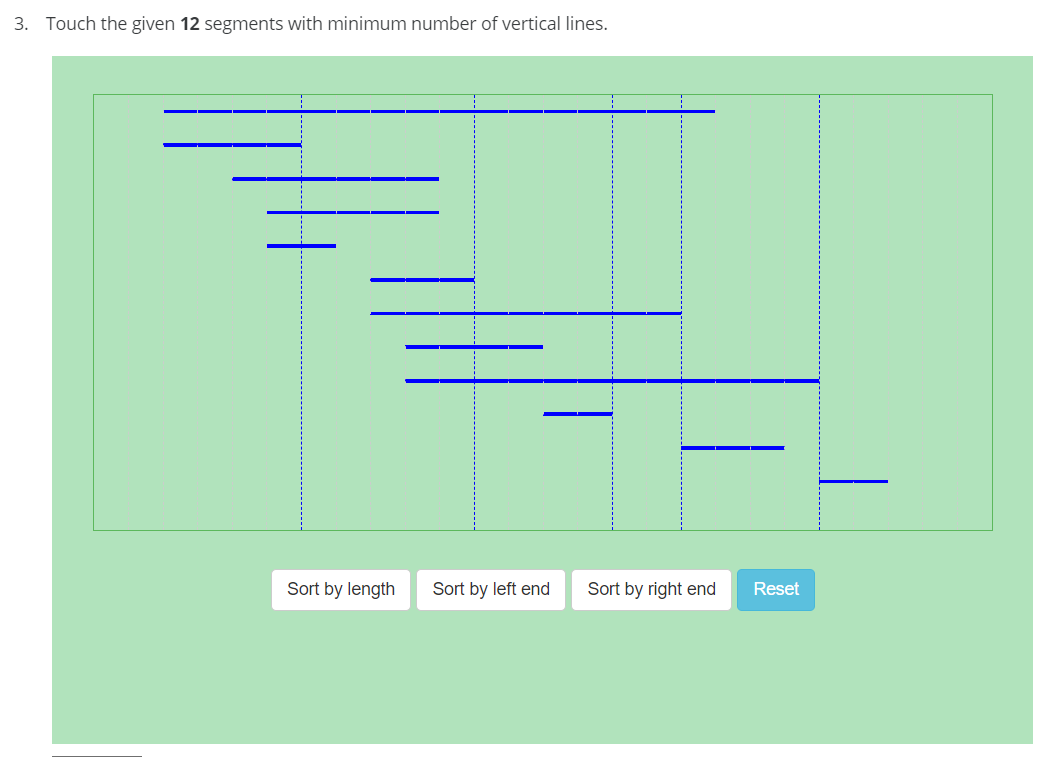 3. Touch the given 12 segments with minimum number of vertical lines.
Sort by length Sort by left end Sort by right end Reset